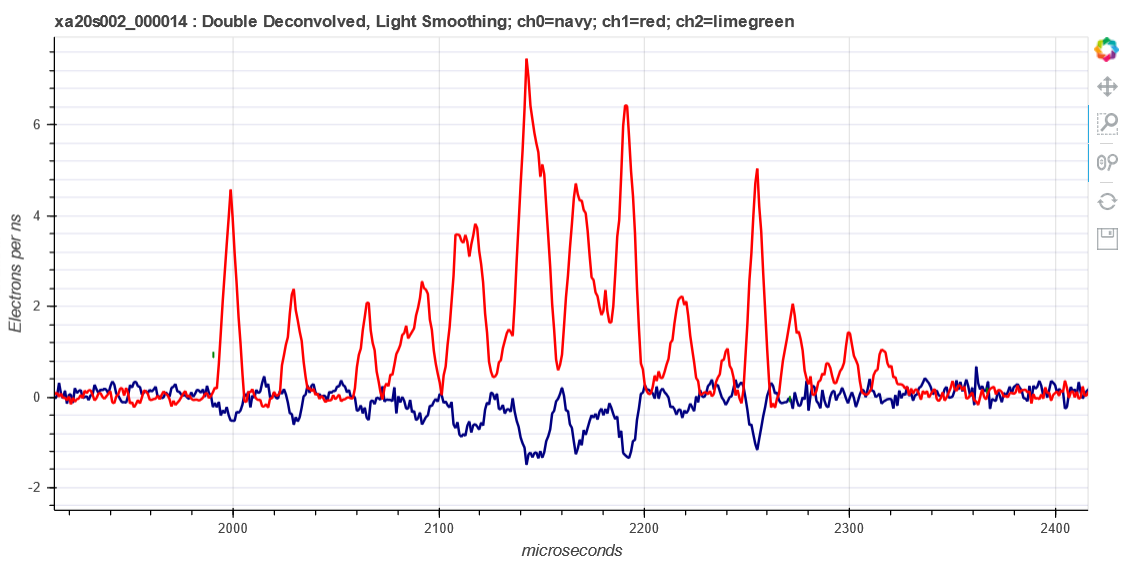 xa20s002_000014 : Double Deconvolved, Light Smoothing; ch0=navy; ch1=red; ch2=limegreen
Electrons per ns
6
4
2
0
-2
2000 2100 2200 2300 2400
microseconds